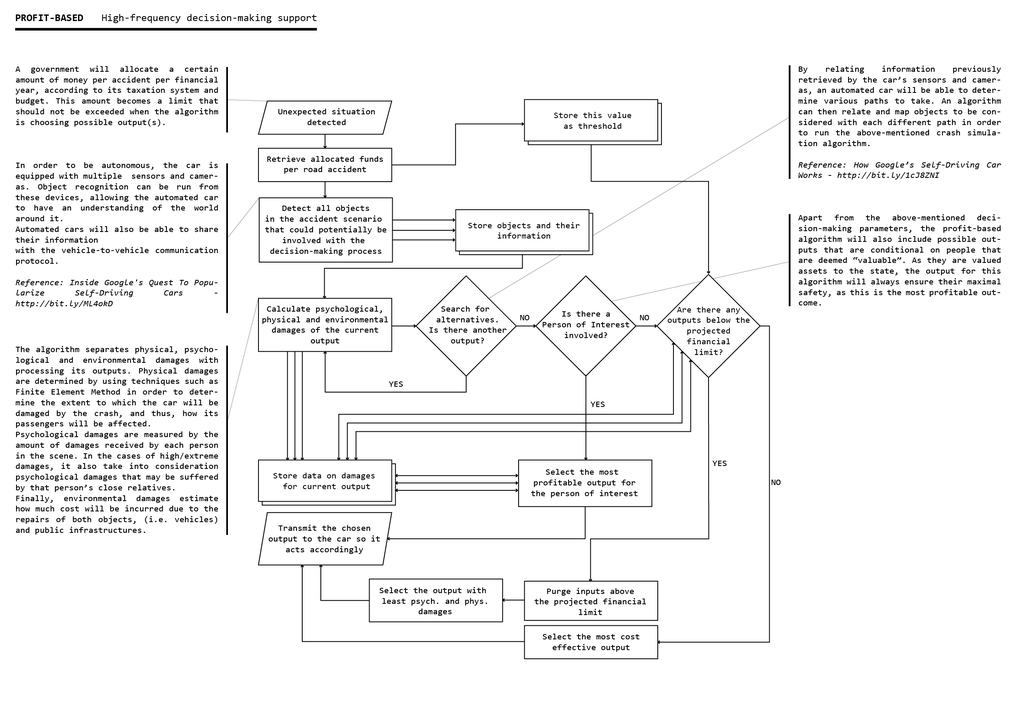 PROFIT-BASED High-frequency decision-making support
A government will allocate a certain
amount of money per accident per financial
year, according to its taxation system and
budget. This amount becomes a limit that
should not be exceeded when the algorithm
is choosing possible output(s).
In order to be autonomous, the car is
equipped with multiple sensors and camer-
as. Object recognition can be run from
these devices, allowing the automated car
to have an understanding of the world
around it.
Automated cars will also be able to share
their information
with the vehicle-to-vehicle communication
protocol.
Reference: Inside Google's Quest To Popu-
larize Self-Driving Cars -
http://bit.ly/ML4okD
The algorithm separates physical, psycho-
logical and environmental damages with
processing its outputs. Physical damages
are determined by using techniques such as
Finite Element Method in order to deter-
mine the extent to which the car will be
damaged by the crash, and thus, how its
passengers will be affected.
Psychological damages are measured by the
amount of damages received by each person
in the scene. In the cases of high/extreme
damages, it also take into consideration
psychological damages that may be suffered
by that person's close relatives.
Finally, environmental damages estimate
how much cost will be incurred due to the
repairs of both objects, (i.e. vehicles)
and public infrastructures.
Unexpected situation
detected
Retrieve allocated funds
per road accident
Store this value
as threshold
Detect all objects
in the accident scenario
that could potentially be
involved with the
decision-making process
Store objects and their
information
Calculate psychological,
physical and environmental
damages of the current
output
Search for
alternatives.
Is there another
output?
NO
Is there a
Person of Interest
involved?
NO
Are there any
outputs below the
projected
financial
limit?
YES
YES
YES
NO
Store data on damages
for current output
Select the most
profitable output for
the person of interest
Transmit the chosen
output to the car so it
acts accordingly
Select the output with
least psych. and phys.
damages
Purge inputs above
the projected financial
limit
Select the most cost
effective output
By relating information previously
retrieved by the car's sensors and camer-
as, an automated car will be able to deter-
mine various paths to take. An algorithm
can then relate and map objects to be con-
sidered with each different path in order
to run the above-mentioned crash simula-
tion algorithm.
Reference: How Google's Self-Driving Car
Works - http://bit.ly/1cJ8ZNI
Apart from the above-mentioned deci-
sion-making parameters, the profit-based
algorithm will also include possible out-
puts that are conditional on people that
are deemed “valuable”. As they are valued
assets to the state, the output for this
algorithm will always ensure their maximal
safety, as this is the most profitable out-
come.